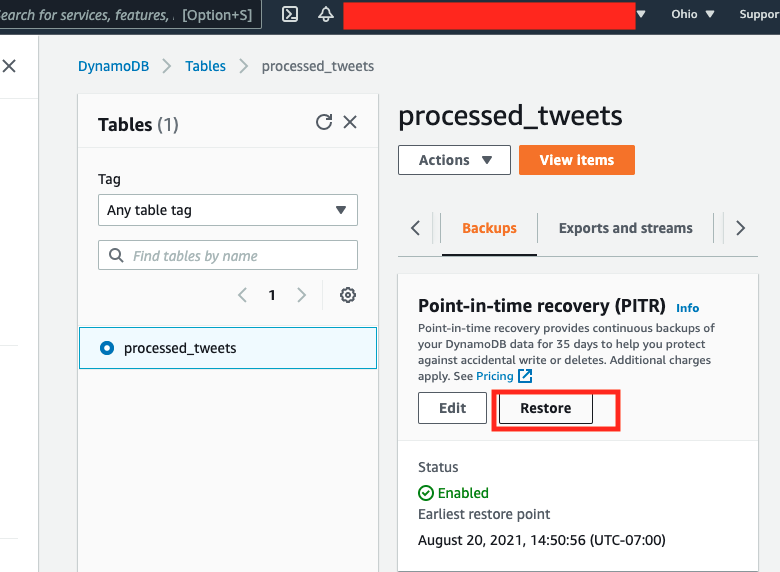 Search for services, features, [Option+S]
Ohio
Suppor
DynamoDB
Tables
processed_tweets
Tables (1)
Tag
Any table tag
Find tables by name
1
processed_tweets
processed_tweets
Actions
View items
Backups
Exports and streams
Point-in-time recovery (PITR) Info
Point-in-time recovery provides continuous backups of
your DynamoDB data for 35 days to help you protect
against accidental write or deletes. Additional charges
apply. See Pricing
Edit
Restore
Status
Enabled
Earliest restore point
August 20, 2021, 14:50:56 (UTC-07:00)